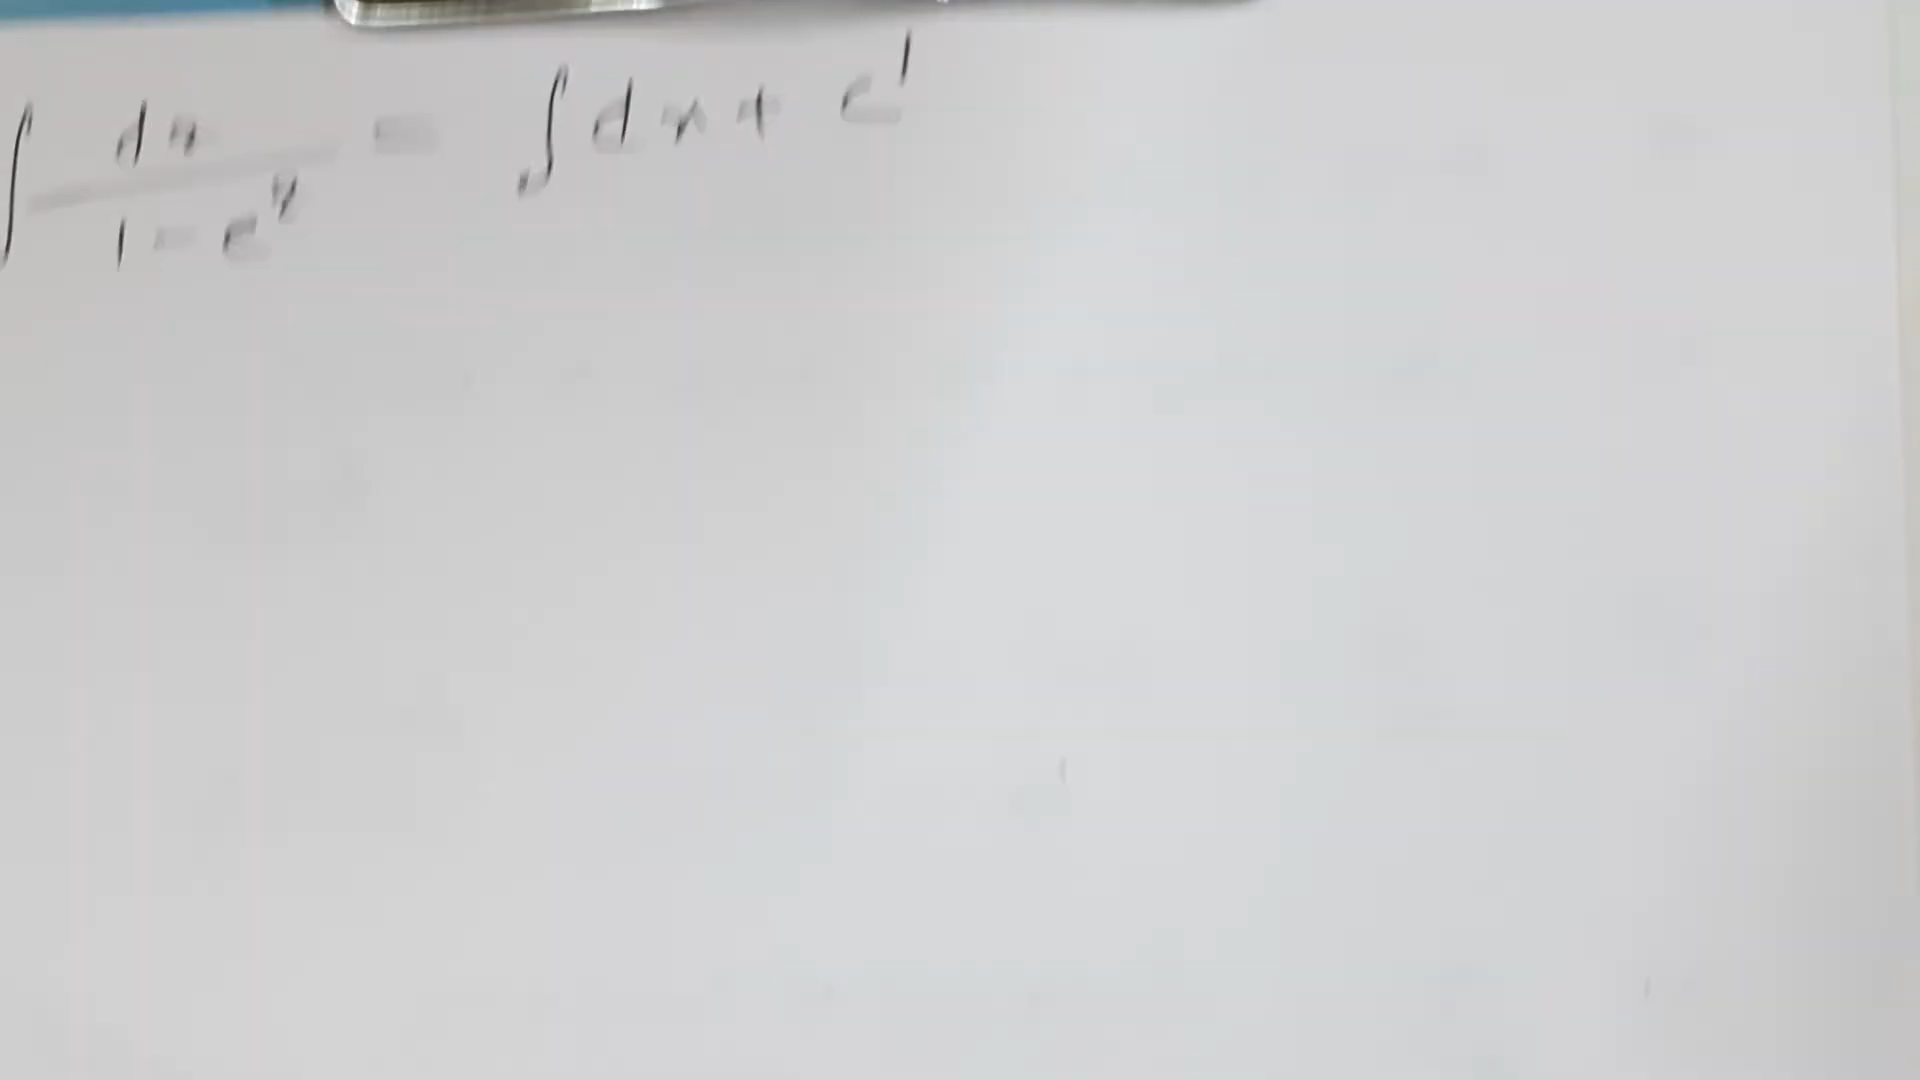 ∫ dy / (1 - e^y) = ∫ dx + c'